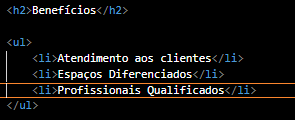 <h2>Benefícios</h2>
<ul>
<li>Atendimento aos clientes</li>
<li>Espaços Diferenciados</li>
<li>Profissionais Qualificados</li>
</ul>